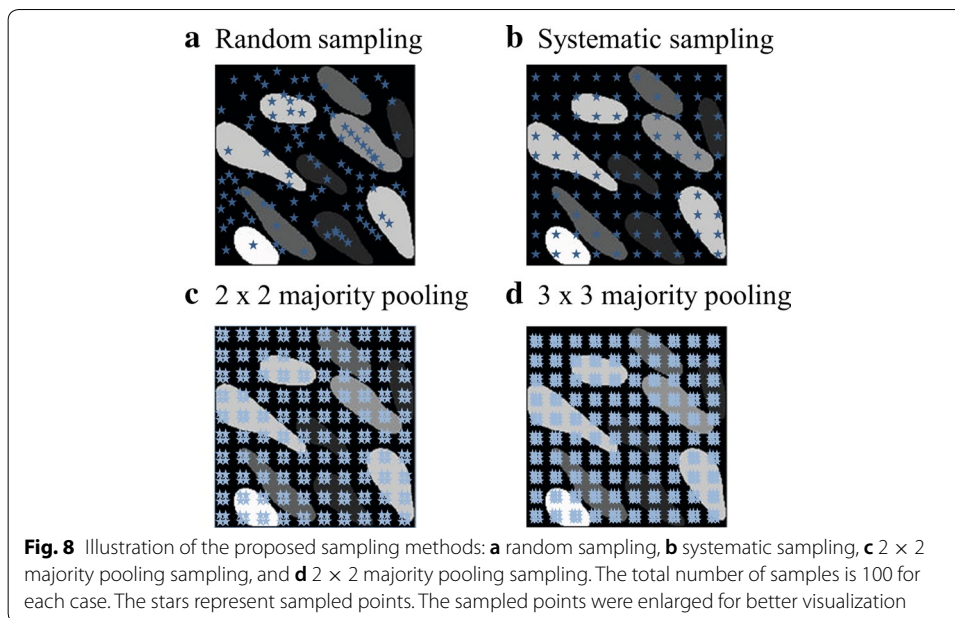 a Random sampling
b Systematic sampling
c 2 x 2 majority pooling
d 3 x 3 majority pooling
Fig. 8 Illustration of the proposed sampling methods: a random sampling, b systematic sampling, c 2 × 2
majority pooling sampling, and d 2 × 2 majority pooling sampling. The total number of samples is 100 for
each case. The stars represent sampled points. The sampled points were enlarged for better visualization